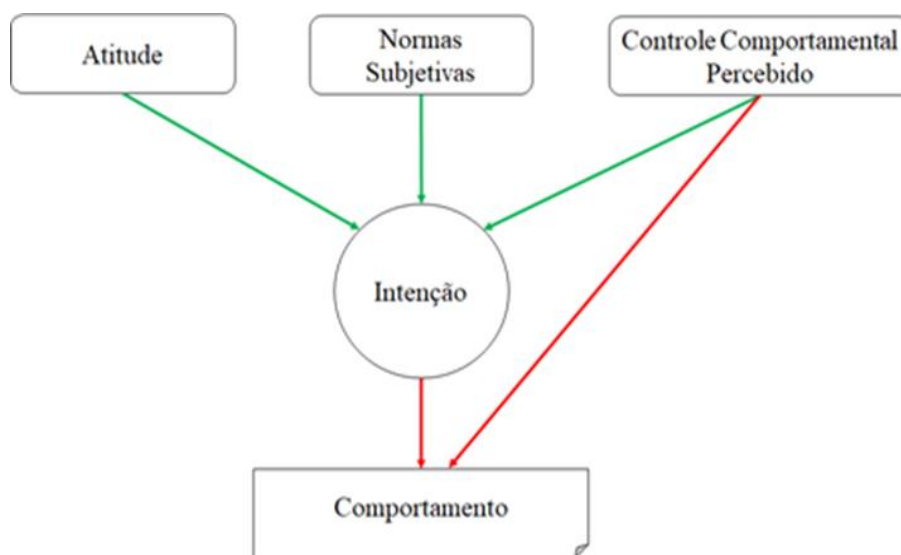 Atitude
Normas
Subjetivas
Controle Comportamental
Percebido
Intenção
Comportamento